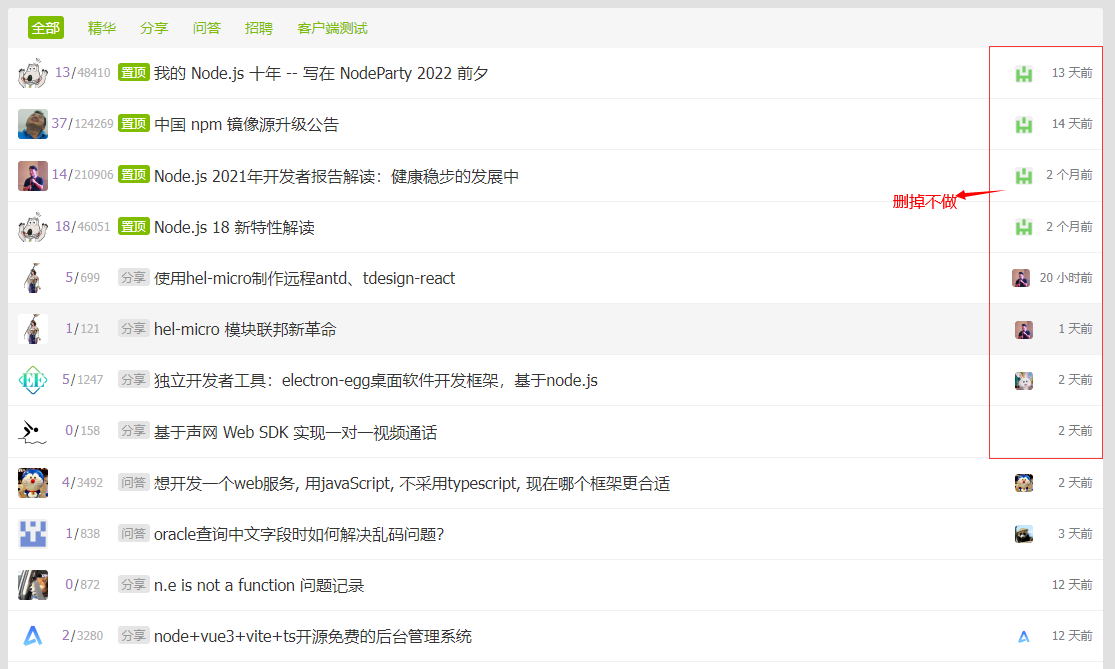 全部 精华 分享 问答 招聘 客户端测试
13/48410 置顶 我的 Node.js 十年 -- 写在 NodeParty 2022 前夕 13 天前
37/124269 置顶 中国 npm 镜像源升级公告 14 天前
14/210906 置顶 Node.js 2021年开发者报告解读：健康稳步的发展中 2 个月前
删掉不做
18/46051 置顶 Node.js 18 新特性解读 2 个月前
5/699 分享 使用hel-micro制作远程antd、tdesign-react 20 小时前
1/121 分享 hel-micro 模块联邦新革命 1 天前
5/1247 分享 独立开发者工具：electron-egg桌面软件开发框架，基于node.js 2 天前
0/158 分享 基于声网 Web SDK 实现一对一视频通话 2 天前
4/3492 问答 想开发一个web服务, 用javaScript, 不采用typescript, 现在哪个框架更合适 2 天前
1/838 问答 oracle查询中文字段时如何解决乱码问题？ 3 天前
0/872 分享 n.e is not a function 问题记录 12 天前
2/3280 分享 node+vue3+vite+ts开源免费的后台管理系统 12 天前